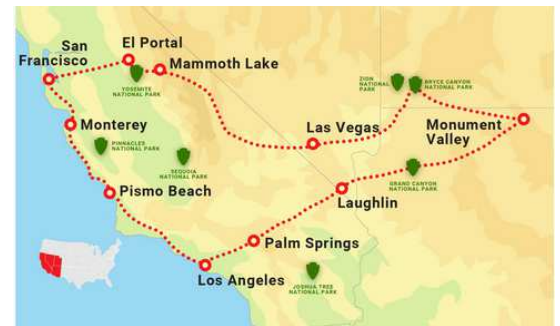 San
Francisco
El Portal
Mammoth Lake
YOSEMITE
NATIONAL PARK
ZION
NATIONAL
PARK
BRYCE CANYON
NATIONAL PARK
Monterey
PINNACLES
NATIONAL PARK
SEQUOIA
NATIONAL PARK
Las Vegas
Monument
Valley
GRAND CANYON
NATIONAL PARK
Pismo Beach
Laughlin
Palm Springs
Los Angeles
JOSHUA TREE
NATIONAL PARK